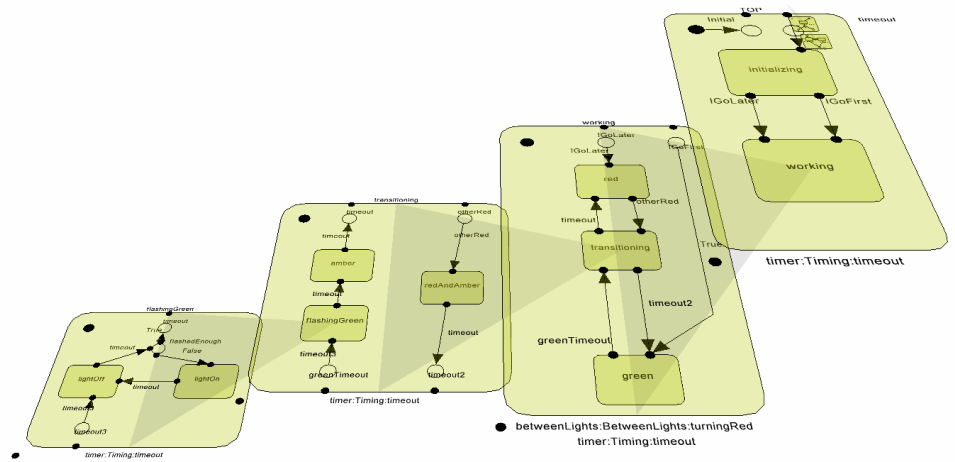 TOP
Initial
timeout
initializing
IGoLater
IGoFirst
working
timer:Timing:timeout
working
IGoLater
IGoFirst
IGoLater
red
timeout
otherRed
transitioning
True
timeout2
greenTimeout
green
betweenLights:BetweenLights:turningRed
timer:Timing:timeout
transitioning
timeout
otherRed
timeout
otherRed
amber
redAndAmber
timeout
flashingGreen
timeout
timeout3
greenTimeout
timeout2
timer:Timing:timeout
flashingGreen
timeout
True
flashedEnough
timeout
False
lightOff
lightOn
timeout
timeout3
timeout3
timer:Timing:timeout